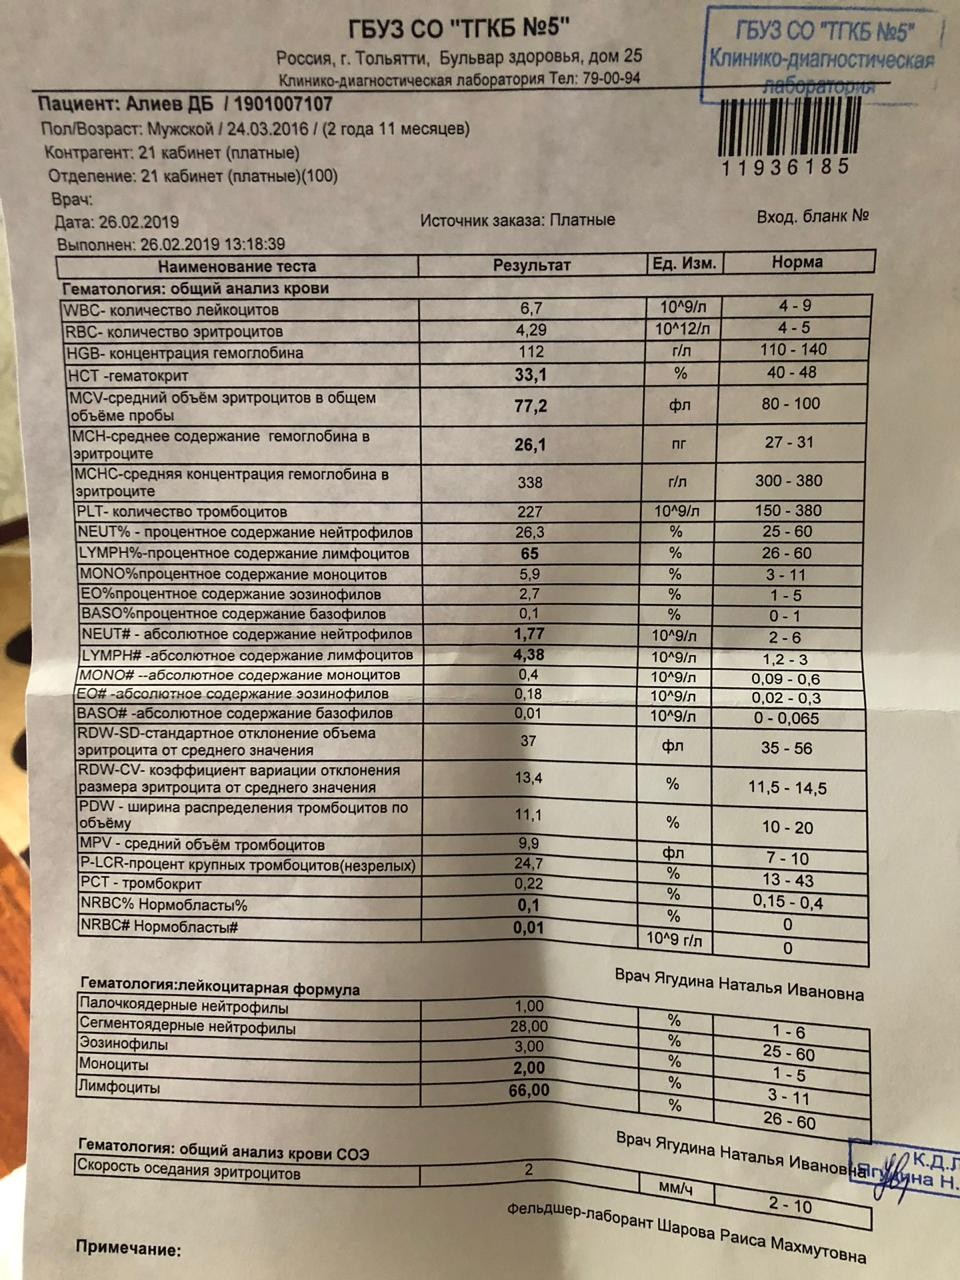 ГБУЗ СО "ТГКБ №5"
Россия, г. Тольятти, Бульвар здоровья, дом 25
Клинико-диагностическая лаборатория Тел: 79-00-94
ГБУЗ СО "ТГКБ №5"
Клинико-диагностическая
лаборатория
Пациент: Алиев ДБ / 1901007107
Пол/Возраст: Мужской / 24.03.2016 / (2 года 11 месяцев)
Контрагент: 21 кабинет (платные)
11936185
Отделение: 21 кабинет (платные)(100)
Врач:
Дата: 26.02.2019 Источник заказа: Платные Вход. бланк №
Выполнен: 26.02.2019 13:18:39
Наименование теста Результат Ед. Изм. Норма
Гематология: общий анализ крови
WBC- количество лейкоцитов 6,7 10^9/л 4 - 9
RBC- количество эритроцитов 4,29 10^12/л 4 - 5
HGB- концентрация гемоглобина 112 г/л 110 - 140
HCT -гематокрит 33,1 % 40 - 48
MCV-средний объём эритроцитов в общем
объёме пробы 77,2 фл 80 - 100
MCH-среднее содержание гемоглобина в
эритроците 26,1 пг 27 - 31
MCHC-средняя концентрация гемоглобина в
эритроците 338 г/л 300 - 380
PLT- количество тромбоцитов 227 10^9/л 150 - 380
NEUT% - процентное содержание нейтрофилов 26,3 % 25 - 60
LYMPH%-процентное содержание лимфоцитов 65 % 26 - 60
MONO%процентное содержание моноцитов 5,9 % 3 - 11
EO%процентное содержание эозинофилов 2,7 % 1 - 5
BASO%процентное содержание базофилов 0,1 % 0 - 1
NEUT# - абсолютное содержание нейтрофилов 1,77 10^9/л 2 - 6
LYMPH# -абсолютное содержание лимфоцитов 4,38 10^9/л 1,2 - 3
MONO# --абсолютное содержание моноцитов 0,4 10^9/л 0,09 - 0,6
EO# -абсолютное содержание эозинофилов 0,18 10^9/л 0,02 - 0,3
BASO# -абсолютное содержание базофилов 0,01 10^9/л 0 - 0,065
RDW-SD-стандартное отклонение объема
эритроцита от среднего значения 37 фл 35 - 56
RDW-CV- коэффициент вариации отклонения
размера эритроцита от среднего значения 13,4 % 11,5 - 14,5
PDW - ширина распределения тромбоцитов по
объёму 11,1 % 10 - 20
MPV - средний объём тромбоцитов 9,9 фл 7 - 10
P-LCR-процент крупных тромбоцитов(незрелых) 24,7 % 13 - 43
PCT - тромбокрит 0,22 % 0,15 - 0,4
NRBC% Нормобласты% 0,1 % 0
NRBC# Нормобласты# 0,01 10^9 г/л 0
Врач Ягудина Наталья Ивановна
Гематология:лейкоцитарная формула
Палочкоядерные нейтрофилы 1,00 % 1 - 6
Сегментоядерные нейтрофилы 28,00 % 25 - 60
Эозинофилы 3,00 % 1 - 5
Моноциты 2,00 % 3 - 11
Лимфоциты 66,00 % 26 - 60
Врач Ягудина Наталья Ивановна
К.Д.Л
Ягудина Н.
Гематология: общий анализ крови СОЭ
Скорость оседания эритроцитов 2 мм/ч 2 - 10
Фельдшер-лаборант Шарова Раиса Махмутовна
Примечание: